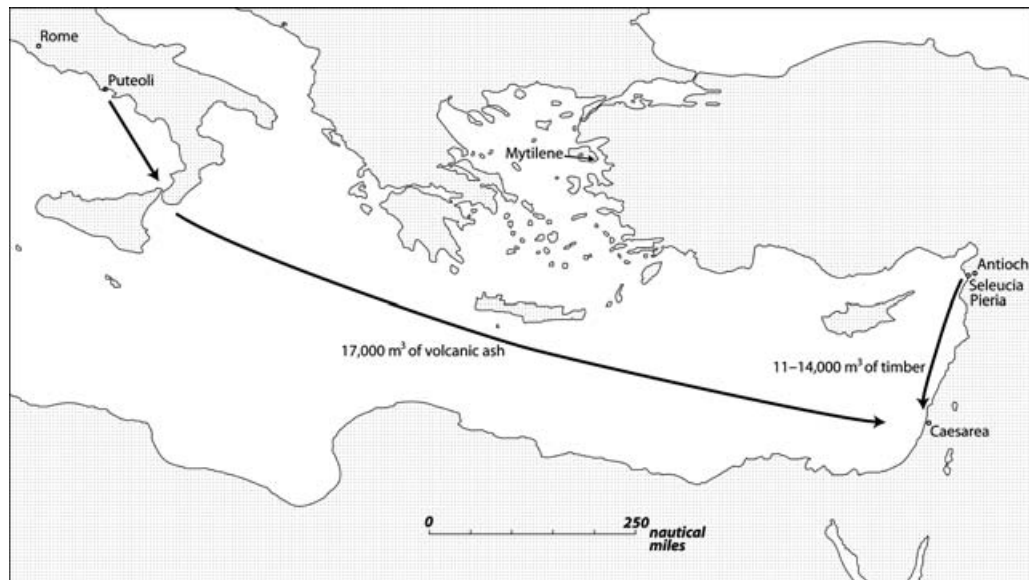 Rome
Puteoli
Mytilene
Antioch
Seleucia
Pieria
17,000 m³ of volcanic ash
11–14,000 m³ of timber
Caesarea
0 250 nautical
miles